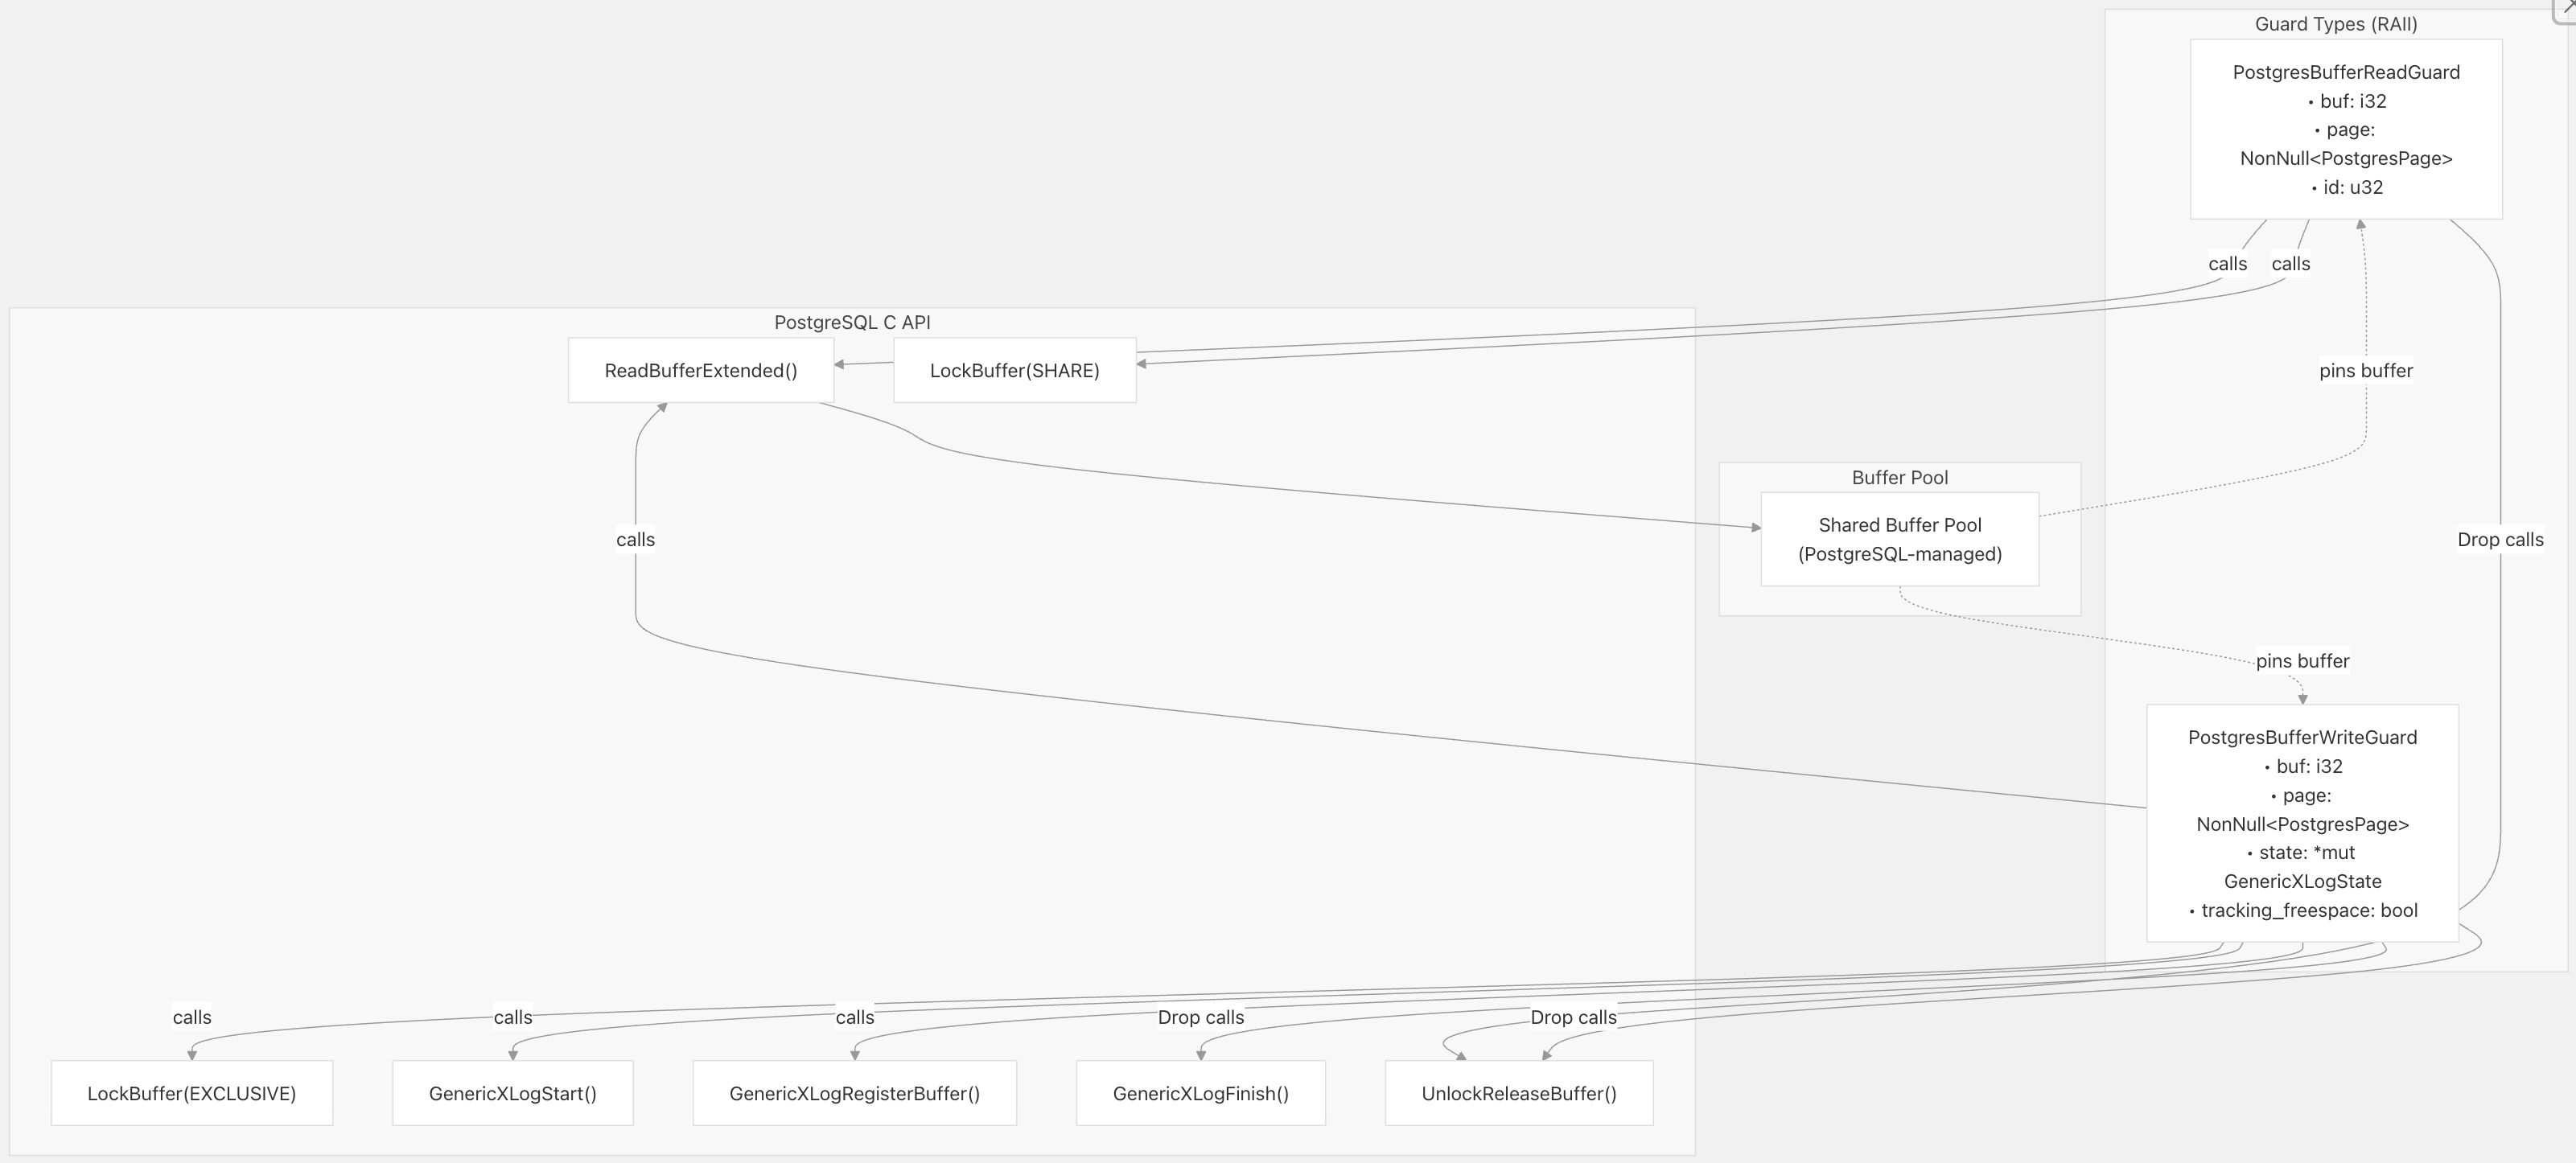 Guard Types (RAII)
PostgresBufferReadGuard
• buf: i32
• page:
NonNull<PostgresPage>
• id: u32
calls
calls
PostgreSQL C API
ReadBufferExtended()
LockBuffer(SHARE)
pins buffer
Buffer Pool
Shared Buffer Pool
(PostgreSQL-managed)
calls
Drop calls
pins buffer
PostgresBufferWriteGuard
• buf: i32
• page:
NonNull<PostgresPage>
• state: *mut
GenericXLogState
• tracking_freespace: bool
calls
calls
calls
Drop calls
Drop calls
LockBuffer(EXCLUSIVE)
GenericXLogStart()
GenericXLogRegisterBuffer()
GenericXLogFinish()
UnlockReleaseBuffer()